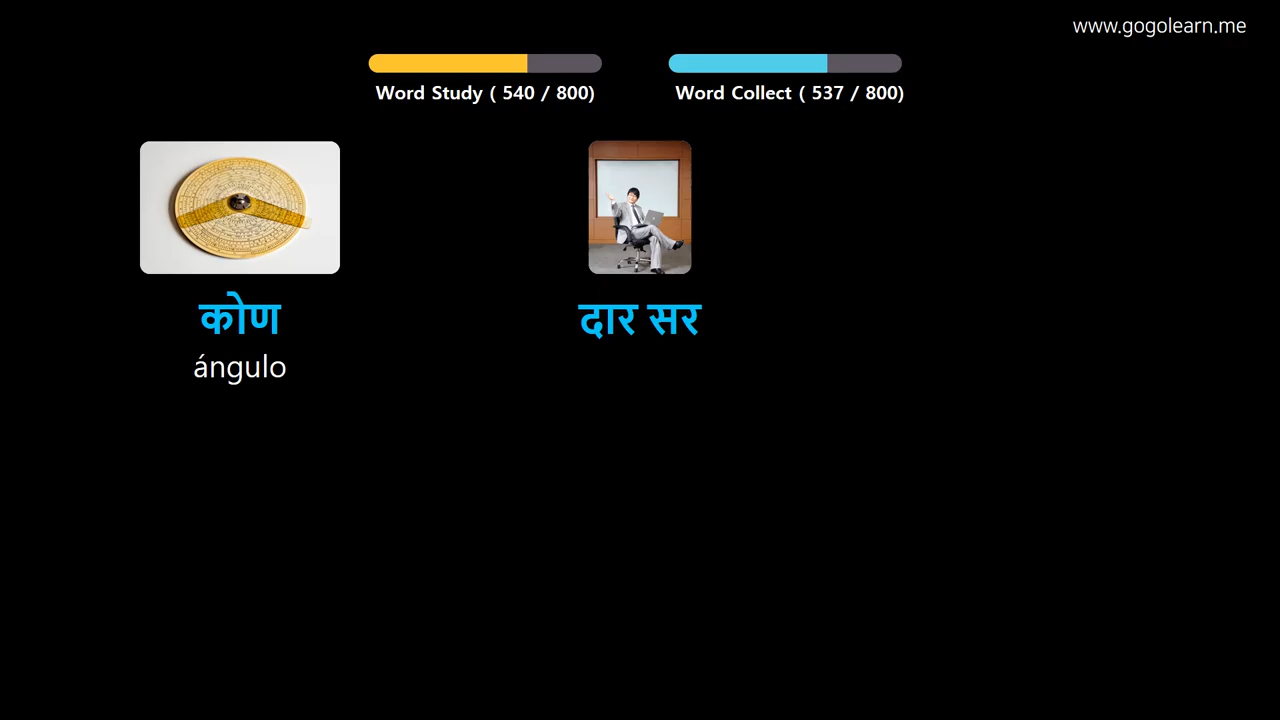 www.gogolearn.me
Word Study ( 540 / 800)
Word Collect ( 537 / 800)
कोण
ángulo
दार सर